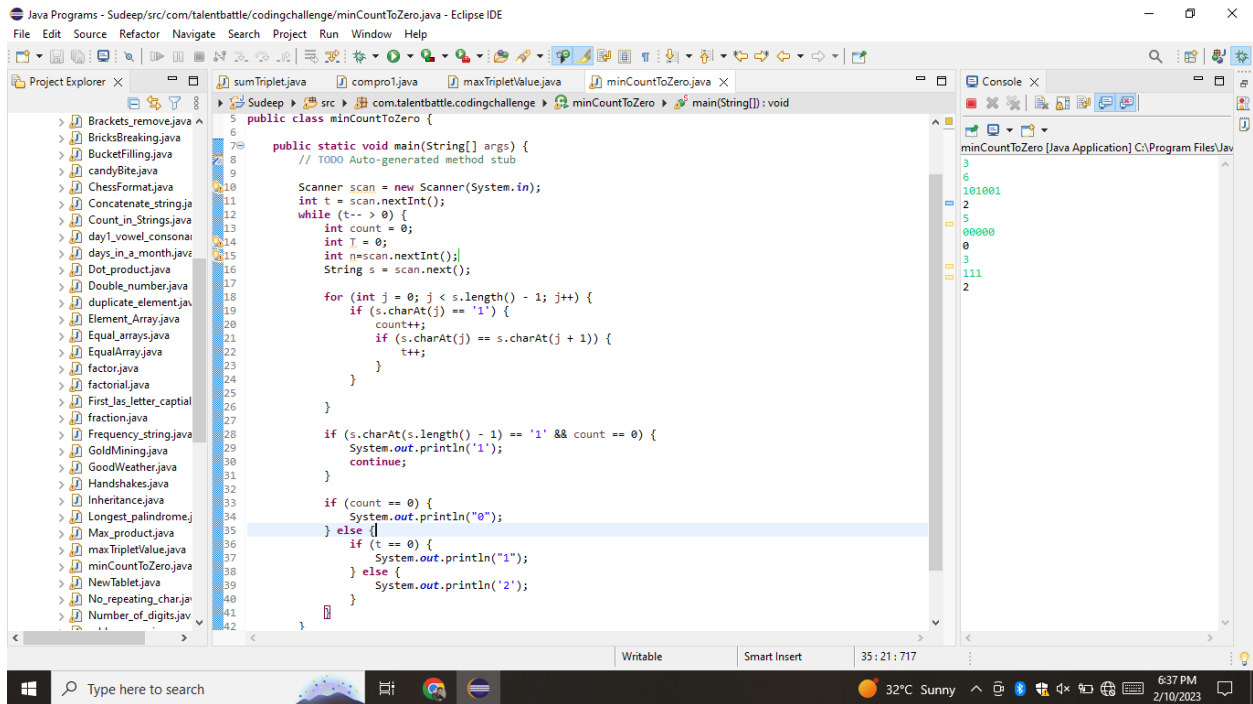 Java Programs - Sudeep/src/com/talentbattle/codingchallenge/minCountToZero.java - Eclipse IDE
File Edit Source Refactor Navigate Search Project Run Window Help
Project Explorer
Brackets_remove.java
BricksBreaking.java
BucketFilling.java
candyBite.java
ChessFormat.java
Concatenate_string.ja
Count_in_Strings.java
day1_vowel_consonar
days_in_a_month.java
Dot_product.java
Double_number.java
duplicate_element.jav
Element_Array.java
Equal_arrays.java
EqualArray.java
factor.java
factorial.java
First_las_letter_captial
fraction.java
Frequency_string.java
GoldMining.java
GoodWeather.java
Handshakes.java
Inheritance.java
Longest_palindrome.j
Max_product.java
maxTripletValue.java
minCountToZero.java
NewTablet.java
No_repeating_char.jav
Number_of_digits.jav
sumTriplet.java compro1.java maxTripletValue.java minCountToZero.java
Sudeep src com.talentbattle.codingchallenge minCountToZero main(String[]) : void
5 public class minCountToZero {
6
7 public static void main(String[] args) {
8 // TODO Auto-generated method stub
9
10 Scanner scan = new Scanner(System.in);
11 int t = scan.nextInt();
12 while (t-- > 0) {
13 int count = 0;
14 int T = 0;
15 int n=scan.nextInt();
16 String s = scan.next();
17
18 for (int j = 0; j < s.length() - 1; j++) {
19 if (s.charAt(j) == '1') {
20 count++;
21 if (s.charAt(j) == s.charAt(j + 1)) {
22 t++;
23 }
24 }
25
26 }
27
28 if (s.charAt(s.length() - 1) == '1' && count == 0) {
29 System.out.println('1');
30 continue;
31 }
32
33 if (count == 0) {
34 System.out.println("0");
35 } else {
36 if (t == 0) {
37 System.out.println("1");
38 } else {
39 System.out.println('2');
40 }
41 }
42 }
Console
minCountToZero [Java Application] C:\Program Files\Jav
3
6
101001
2
5
00000
0
3
111
2
Writable Smart Insert 35 : 21 : 717
Type here to search
32°C Sunny
6:37 PM
2/10/2023